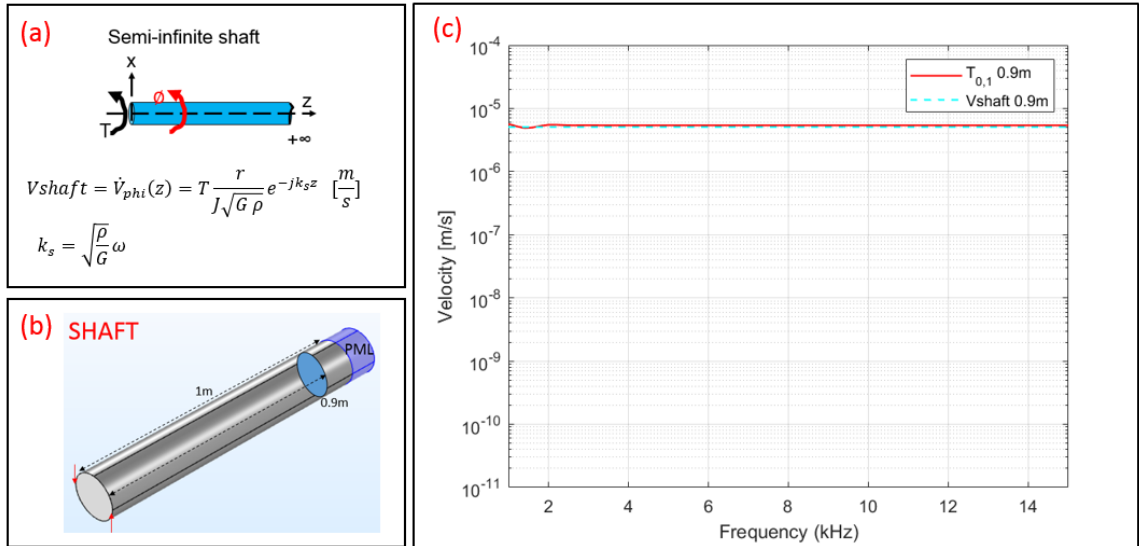 (a)
Semi-infinite shaft
X
Z
Ø
T
+∞
Vshaft = V̇_phi(z) = T r/(J√(G ρ)) e^(−jk_s z) [m/s]
k_s = √(ρ/G) ω
(b) SHAFT
PML
1m
0.9m
(c)
10^-4
10^-5
10^-6
10^-7
10^-8
10^-9
10^-10
10^-11
Velocity [m/s]
T_0,1 0.9m
Vshaft 0.9m
2 4 6 8 10 12 14
Frequency (kHz)